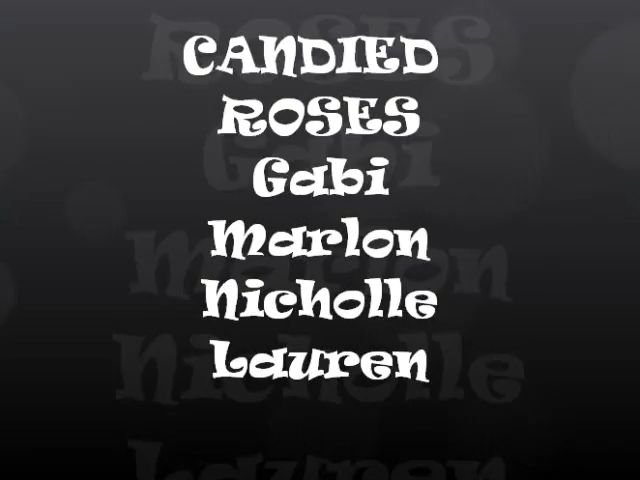 CANDIED
ROSES
Gabi
Marlon
Nicholle
Lauren